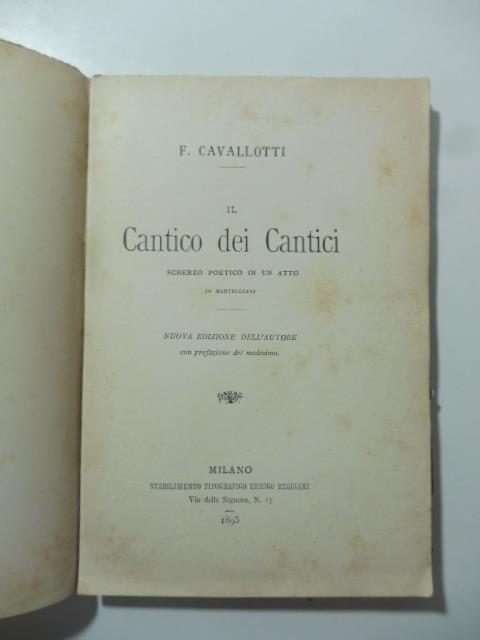 F. CAVALLOTTI
IL
Cantico dei Cantici
SCHERZO POETICO IN UN ATTO
IN MARTELLIANI
NUOVA EDIZIONE DELL'AUTORE
con prefazione del medesimo.
MILANO
STABILIMENTO TIPOGRAFICO ENRICO REGGIANI
Via della Signora, N. 15
1895